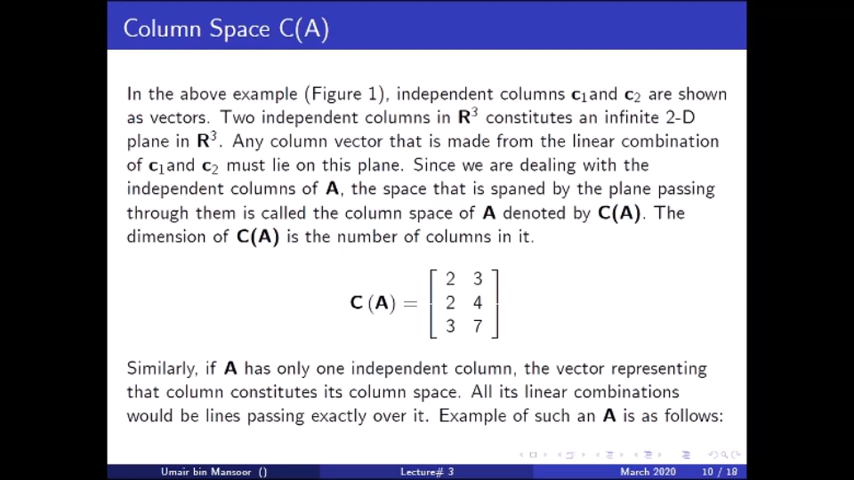 Column Space C(A)
In the above example (Figure 1), independent columns c₁and c₂ are shown
as vectors. Two independent columns in R³ constitutes an infinite 2-D
plane in R³. Any column vector that is made from the linear combination
of c₁and c₂ must lie on this plane. Since we are dealing with the
independent columns of A, the space that is spaned by the plane passing
through them is called the column space of A denoted by C(A). The
dimension of C(A) is the number of columns in it.
C (A) = [ 2 3
2 4
3 7 ]
Similarly, if A has only one independent column, the vector representing
that column constitutes its column space. All its linear combinations
would be lines passing exactly over it. Example of such an A is as follows:
Umair bin Mansoor () Lecture# 3 March 2020 10 / 18